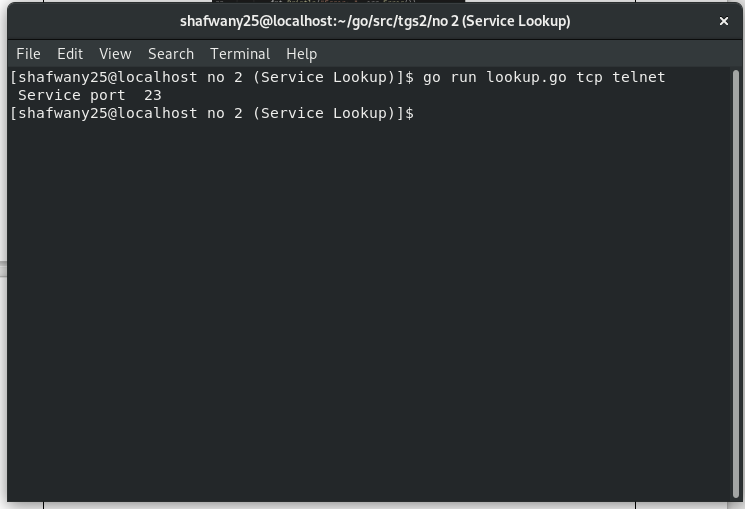 shafwany25@localhost:~/go/src/tgs2/no 2 (Service Lookup)
File Edit View Search Terminal Help
[shafwany25@localhost no 2 (Service Lookup)]$ go run lookup.go tcp telnet
 Service port  23
[shafwany25@localhost no 2 (Service Lookup)]$